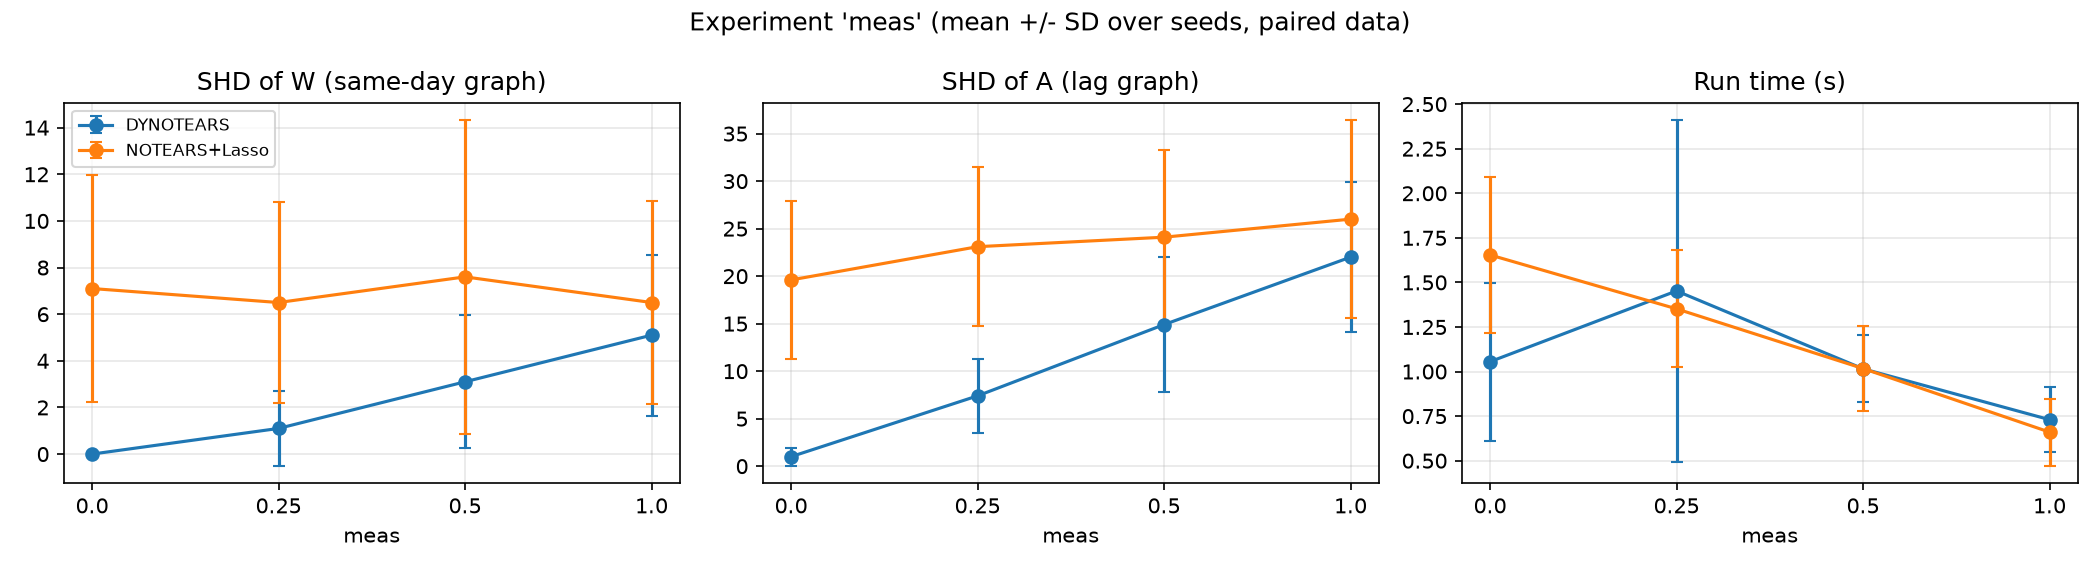 Experiment 'meas' (mean +/- SD over seeds, paired data)
SHD of W (same-day graph)
DYNOTEARS
NOTEARS+Lasso
14
12
10
8
6
4
2
0
0.0 0.25 0.5 1.0
meas
SHD of A (lag graph)
35
30
25
20
15
10
5
0
0.0 0.25 0.5 1.0
meas
Run time (s)
2.50
2.25
2.00
1.75
1.50
1.25
1.00
0.75
0.50
0.0 0.25 0.5 1.0
meas